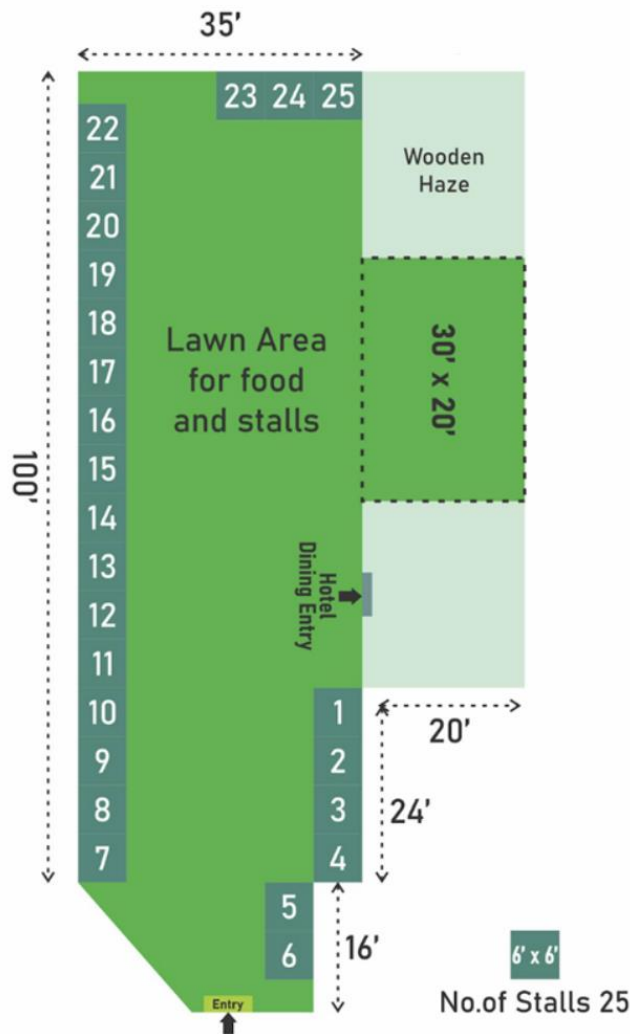 35’
23 24 25
22
21
20
19
18
17
16
15
14
13
12
11
10
9
8
7
100’
Wooden
Haze
Lawn Area
for food
and stalls
30’ x 20’
Hotel
Dining Entry
1
2
3
4
20’
24’
5
6
16’
Entry
6’ x 6’
No.of Stalls 25